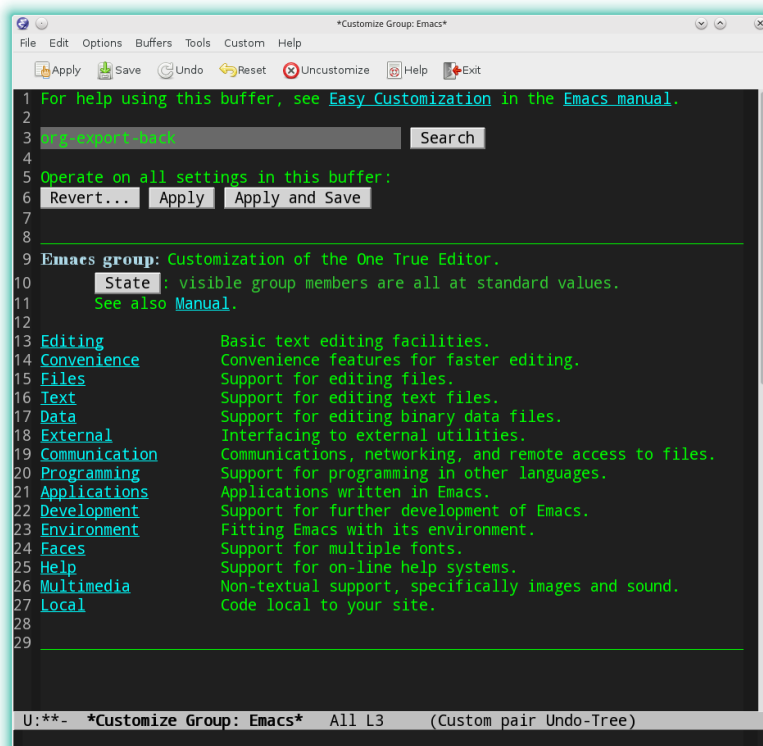 *Customize Group: Emacs*
File Edit Options Buffers Tools Custom Help
Apply Save Undo Reset Uncustomize Help Exit
1 For help using this buffer, see Easy Customization in the Emacs manual.
2
3 org-export-back Search
4
5 Operate on all settings in this buffer:
6 Revert... Apply Apply and Save
7
8
9 Emacs group: Customization of the One True Editor.
10 State : visible group members are all at standard values.
11 See also Manual.
12
13 Editing Basic text editing facilities.
14 Convenience Convenience features for faster editing.
15 Files Support for editing files.
16 Text Support for editing text files.
17 Data Support for editing binary data files.
18 External Interfacing to external utilities.
19 Communication Communications, networking, and remote access to files.
20 Programming Support for programming in other languages.
21 Applications Applications written in Emacs.
22 Development Support for further development of Emacs.
23 Environment Fitting Emacs with its environment.
24 Faces Support for multiple fonts.
25 Help Support for on-line help systems.
26 Multimedia Non-textual support, specifically images and sound.
27 Local Code local to your site.
28
29
U:**- *Customize Group: Emacs* All L3 (Custom pair Undo-Tree)